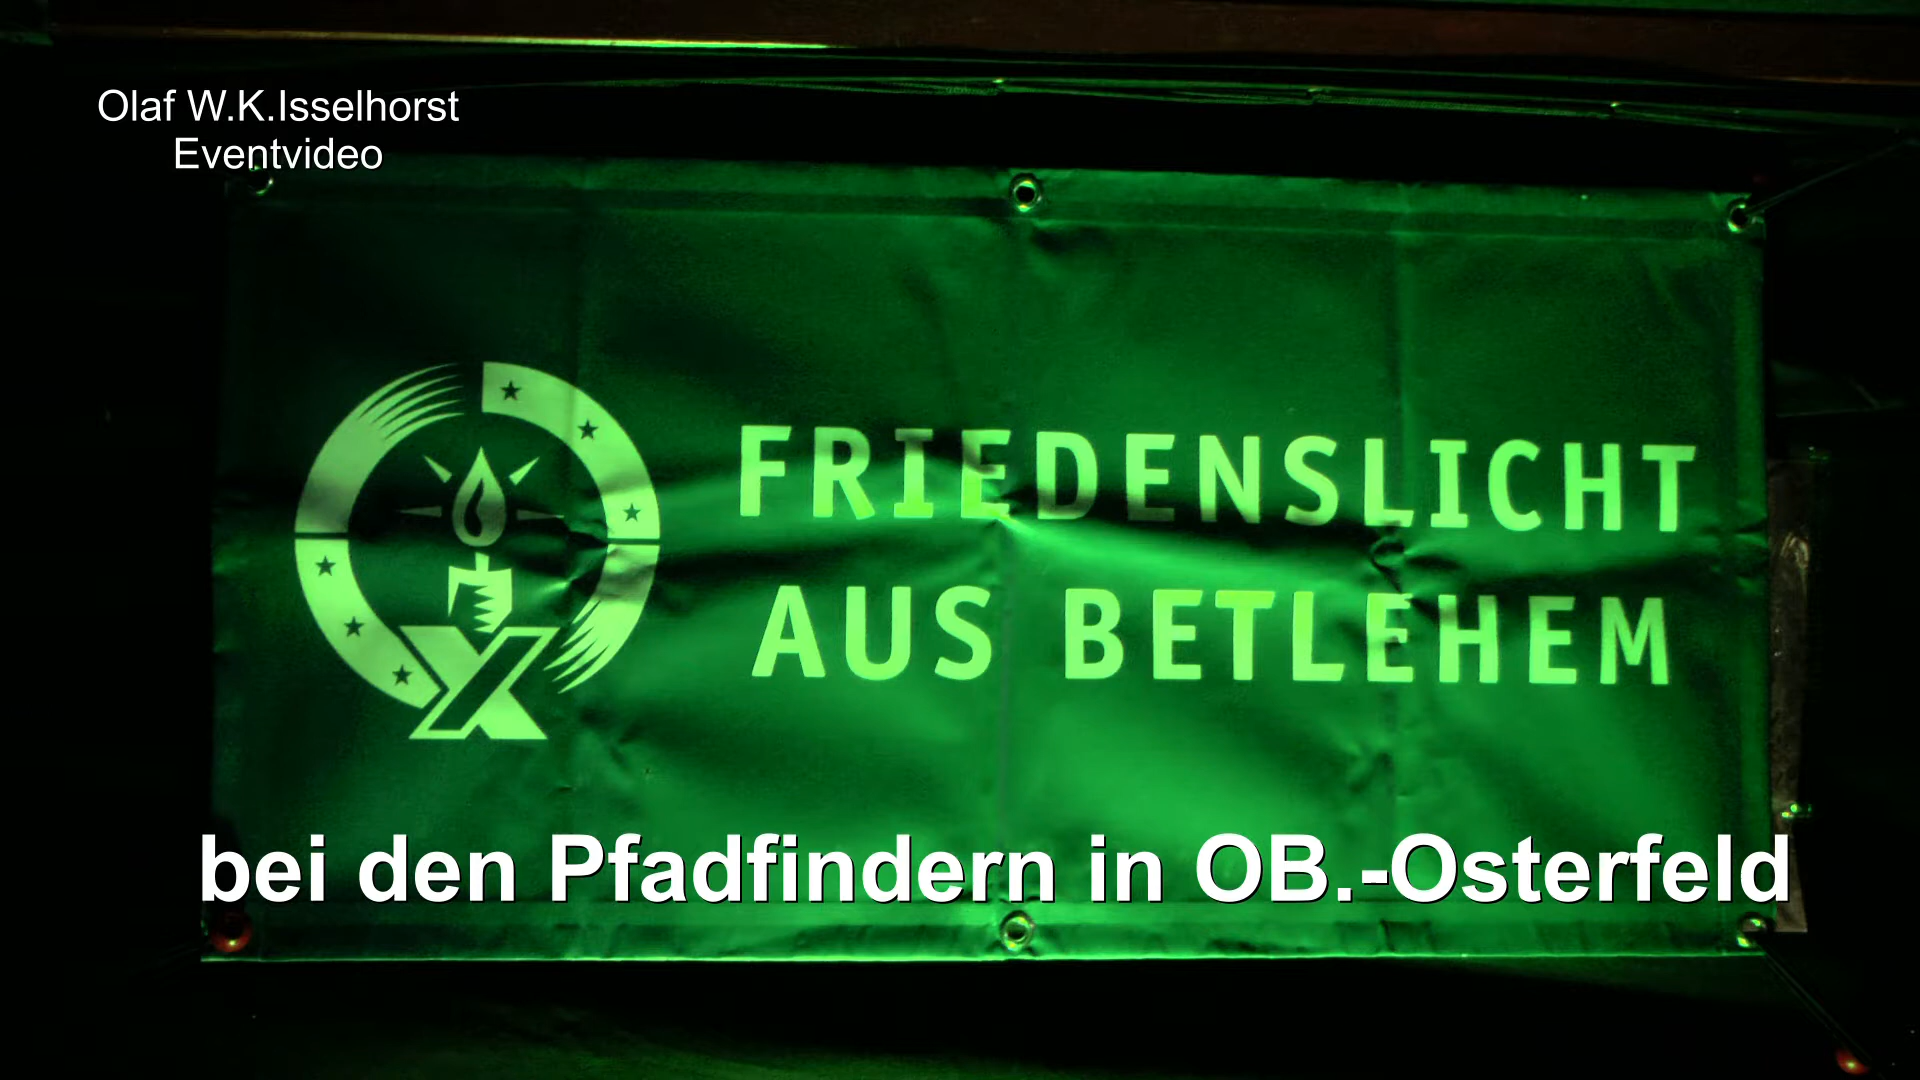 Olaf W.K.Isselhorst
Eventvideo
FRIEDENSLICHT
AUS BETLEHEM
bei den Pfadfindern in OB.-Osterfeld